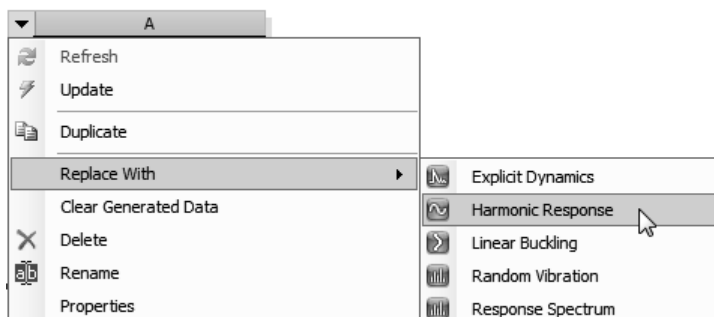 A
Refresh
Update
Duplicate
Replace With
Clear Generated Data
Delete
ab Rename
Properties
Explicit Dynamics
Harmonic Response
Linear Buckling
Random Vibration
Response Spectrum